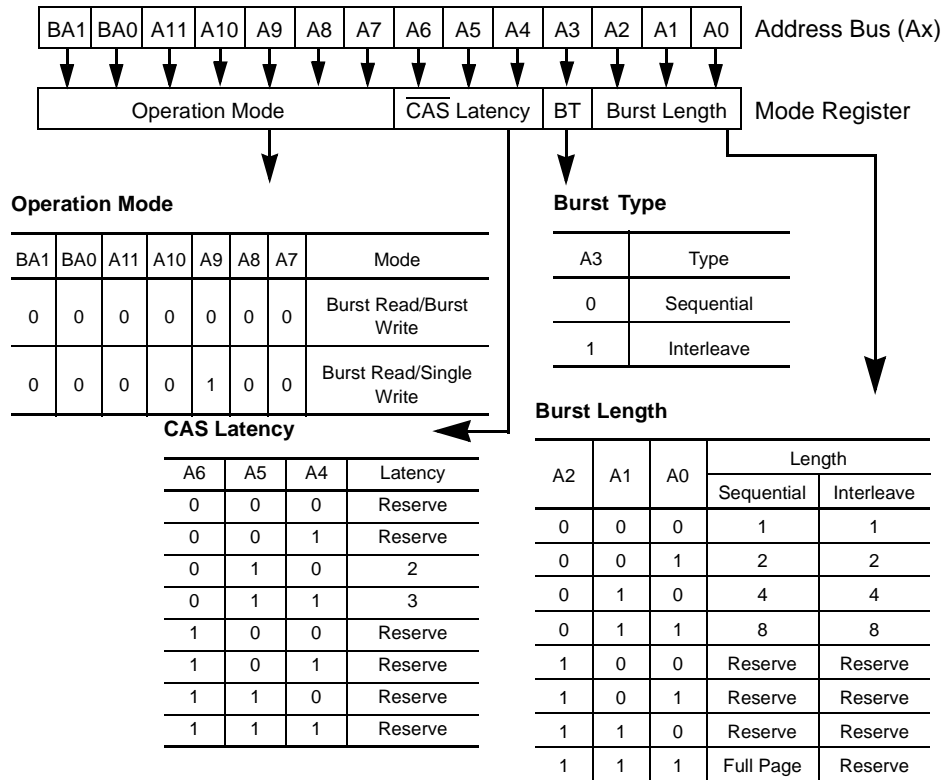 BA1 BA0 A11 A10 A9 A8 A7 A6 A5 A4 A3 A2 A1 A0 Address Bus (Ax)
Operation Mode CAS Latency BT Burst Length Mode Register
Operation Mode
BA1 BA0 A11 A10 A9 A8 A7 Mode
0 0 0 0 0 0 0 Burst Read/Burst
Write
0 0 0 0 1 0 0 Burst Read/Single
Write
Burst Type
A3 Type
0 Sequential
1 Interleave
CAS Latency
A6 A5 A4 Latency
0 0 0 Reserve
0 0 1 Reserve
0 1 0 2
0 1 1 3
1 0 0 Reserve
1 0 1 Reserve
1 1 0 Reserve
1 1 1 Reserve
Burst Length
A2 A1 A0 Length
Sequential Interleave
0 0 0 1 1
0 0 1 2 2
0 1 0 4 4
0 1 1 8 8
1 0 0 Reserve Reserve
1 0 1 Reserve Reserve
1 1 0 Reserve Reserve
1 1 1 Full Page Reserve